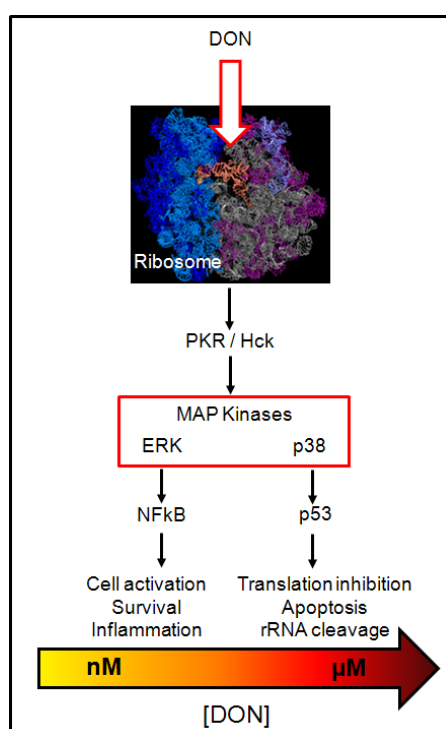 DON
Ribosome
PKR / Hck
MAP Kinases
ERK p38
NFkB p53
Cell activation Translation inhibition
Survival Apoptosis
Inflammation rRNA cleavage
nM µM
[DON]